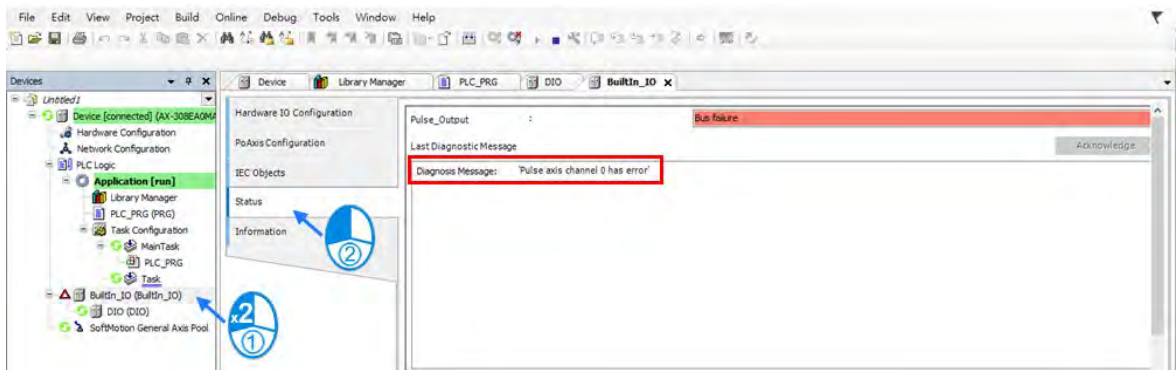 File Edit View Project Build Online Debug Tools Window Help
Devices
Device
Library Manager
PLC_PRG
DIO
BuiltIn_IO X
Untitled1
Device [connected] (AX-308EA0MA
Hardware Configuration
Network Configuration
PLC Logic
Application [run]
Library Manager
PLC_PRG (PRG)
Task Configuration
MainTask
PLC_PRG
Task
BuiltIn_IO (BuiltIn_IO)
DIO (DIO)
SoftMotion General Axis Pool
x2
1
Hardware IO Configuration
PoAxis Configuration
IEC Objects
Status
Information
2
Pulse_Output : Bus failure
Last Diagnostic Message Acknowledge
Diagnosis Message: 'Pulse axis channel 0 has error'